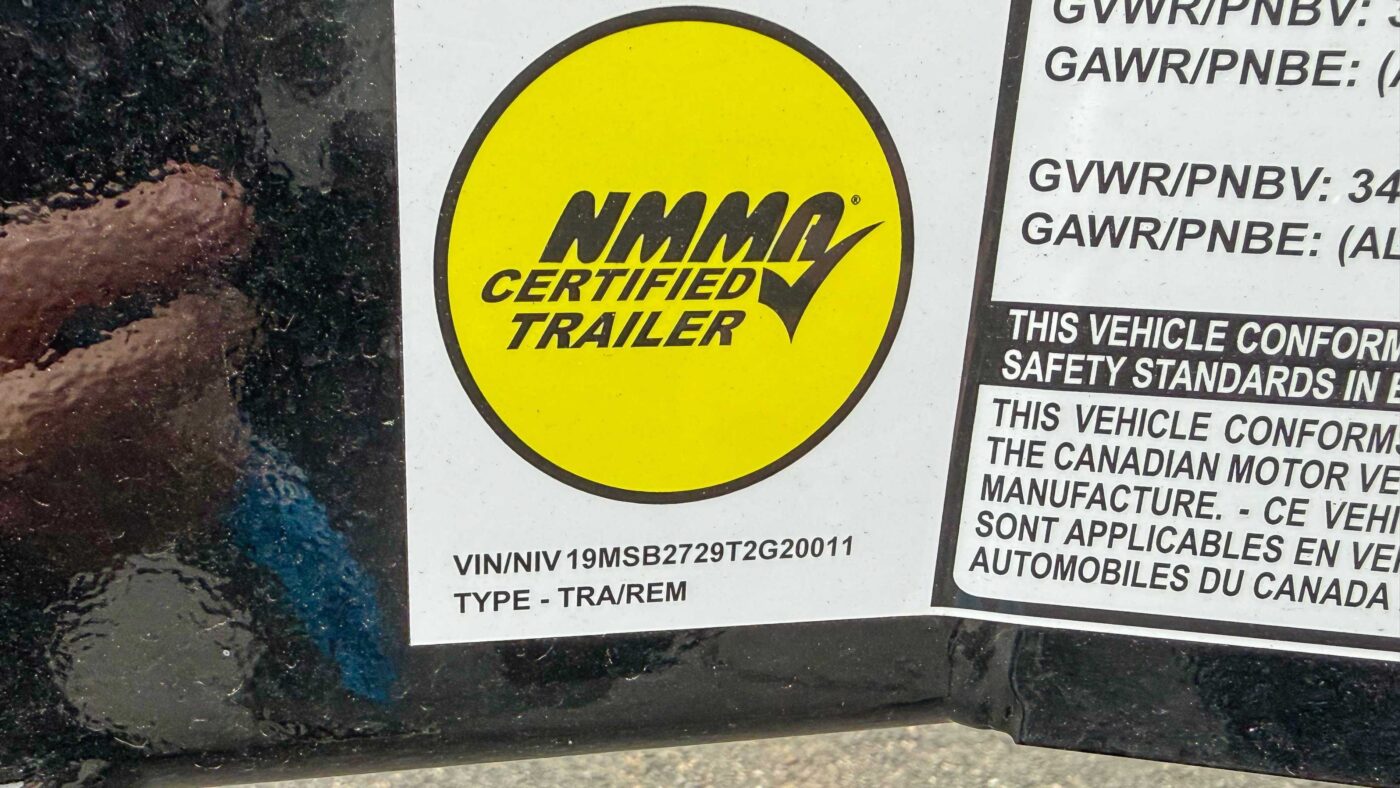 NMMA®
CERTIFIED
TRAILER
VIN/NIV 19MSB2729T2G20011
TYPE - TRA/REM
GVWR/PNBV:
GAWR/PNBE:
GVWR/PNBV: 34
GAWR/PNBE: (AL
THIS VEHICLE CONFORM
SAFETY STANDARDS IN
THIS VEHICLE CONFORMS
THE CANADIAN MOTOR VE
MANUFACTURE. - CE VEHI
SONT APPLICABLES EN VE
AUTOMOBILES DU CANADA